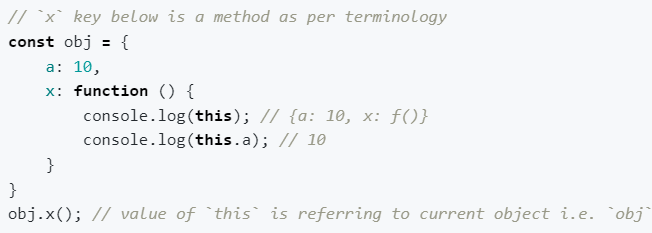 // `x` key below is a method as per terminology
const obj = {
    a: 10,
    x: function () {
        console.log(this); // {a: 10, x: ƒ()}
        console.log(this.a); // 10
    }
}
obj.x(); // value of `this` is referring to current object i.e. `obj`